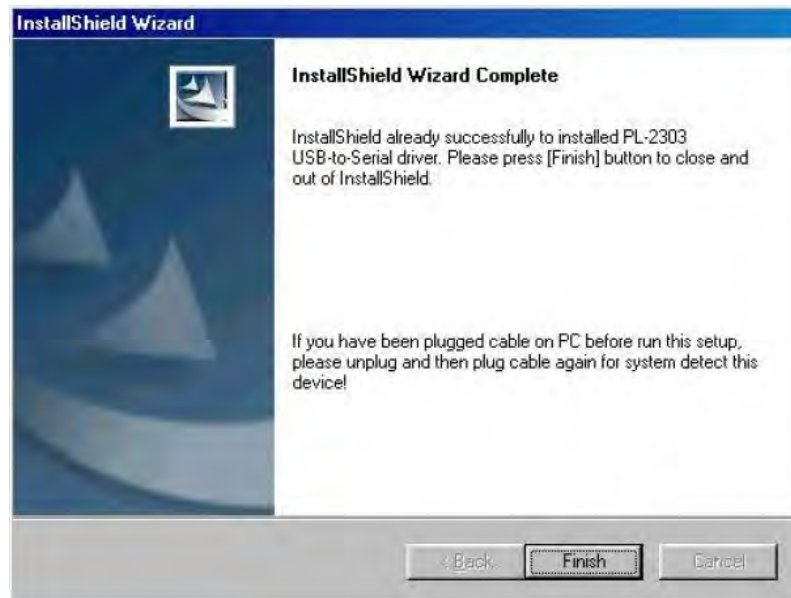 InstallShield Wizard
InstallShield Wizard Complete
InstallShield already successfully to installed PL-2303
USB-to-Serial driver. Please press [Finish] button to close and
out of InstallShield.
If you have been plugged cable on PC before run this setup,
please unplug and then plug cable again for system detect this
device!
< Back Finish Cancel